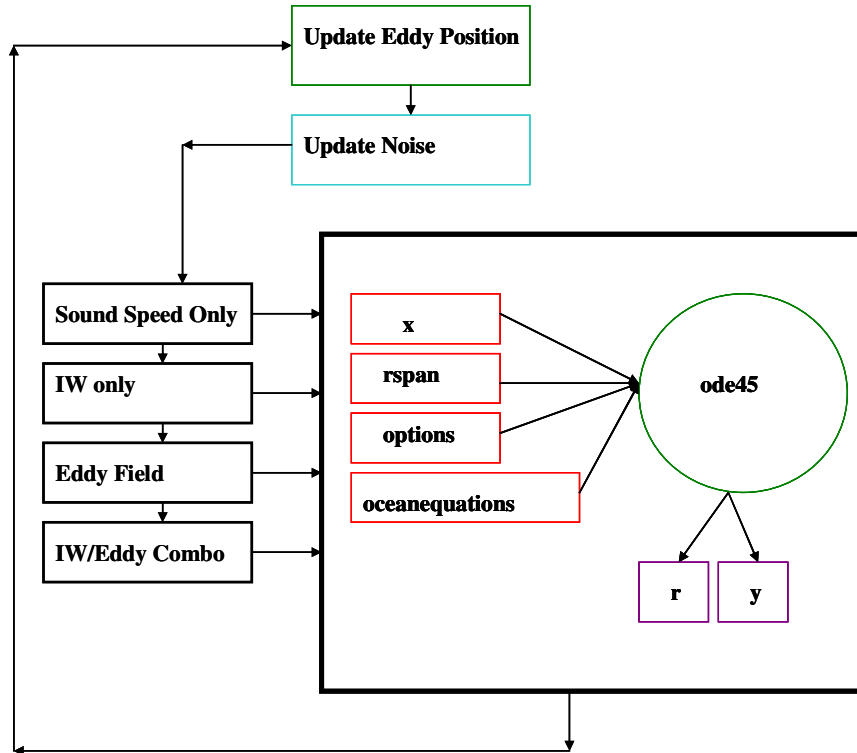 Update Eddy Position
Update Noise
Sound Speed Only
IW only
Eddy Field
IW/Eddy Combo
x
rspan
options
oceanequations
ode45
r
y